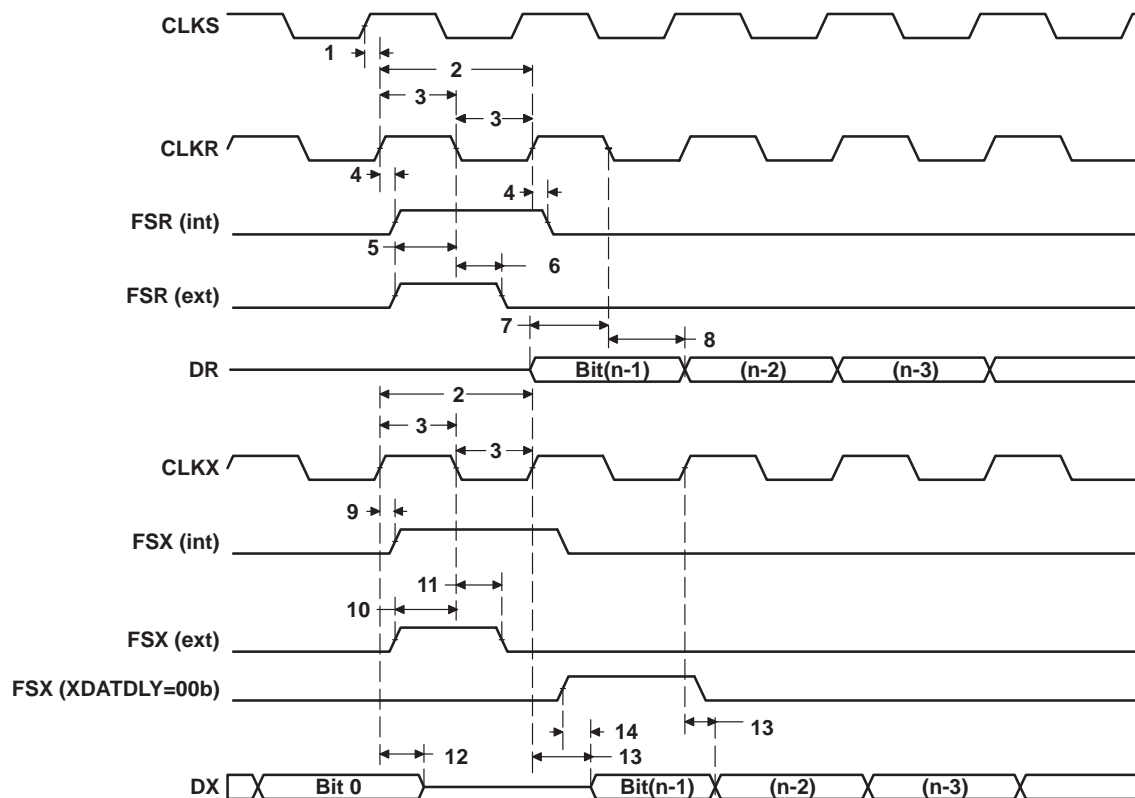 CLKS
1
2
3
3
CLKR
4
4
FSR (int)
5
6
FSR (ext)
7
8
DR
Bit(n-1) (n-2) (n-3)
2
3
3
CLKX
9
FSX (int)
11
10
FSX (ext)
FSX (XDATDLY=00b)
14 13
12 13
DX Bit 0 Bit(n-1) (n-2) (n-3)